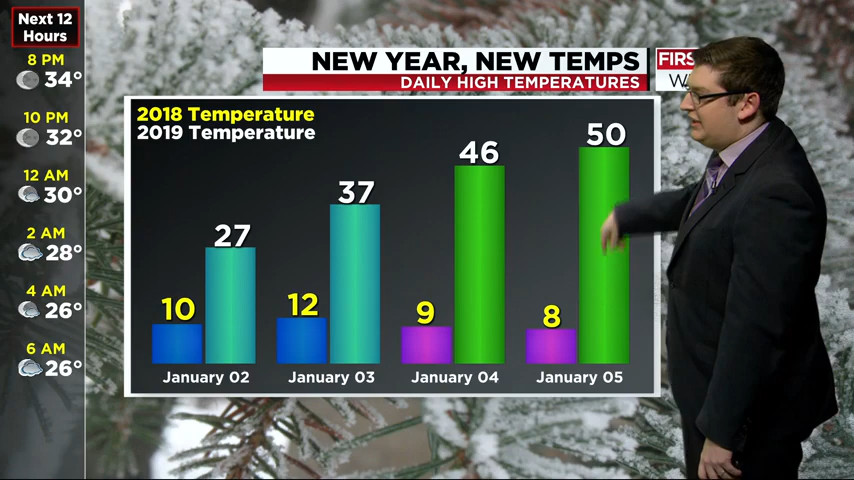 Next 12
Hours
8 PM
34°
10 PM
32°
12 AM
30°
2 AM
28°
4 AM
26°
6 AM
26°
NEW YEAR, NEW TEMPS
DAILY HIGH TEMPERATURES
2018 Temperature
2019 Temperature
10 27 12 37 9 46 8 50
January 02 January 03 January 04 January 05